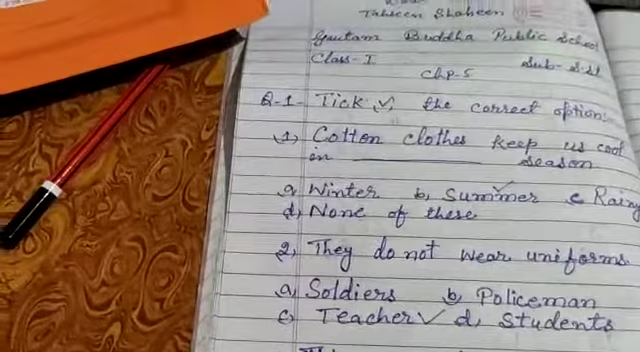 Tahseen Shaheen
Gautam Buddha Public School
Class-I Sub- S.St
Chp-5
Q-1- Tick ✓ the correct option.
1) Cotton clothes keep us cool
in __________ season
a) Winter b) Summer ✓ c Rainy
d) None of these
2) They do not wear uniforms.
a) Soldiers b) Policeman
c) Teacher ✓ d) Students